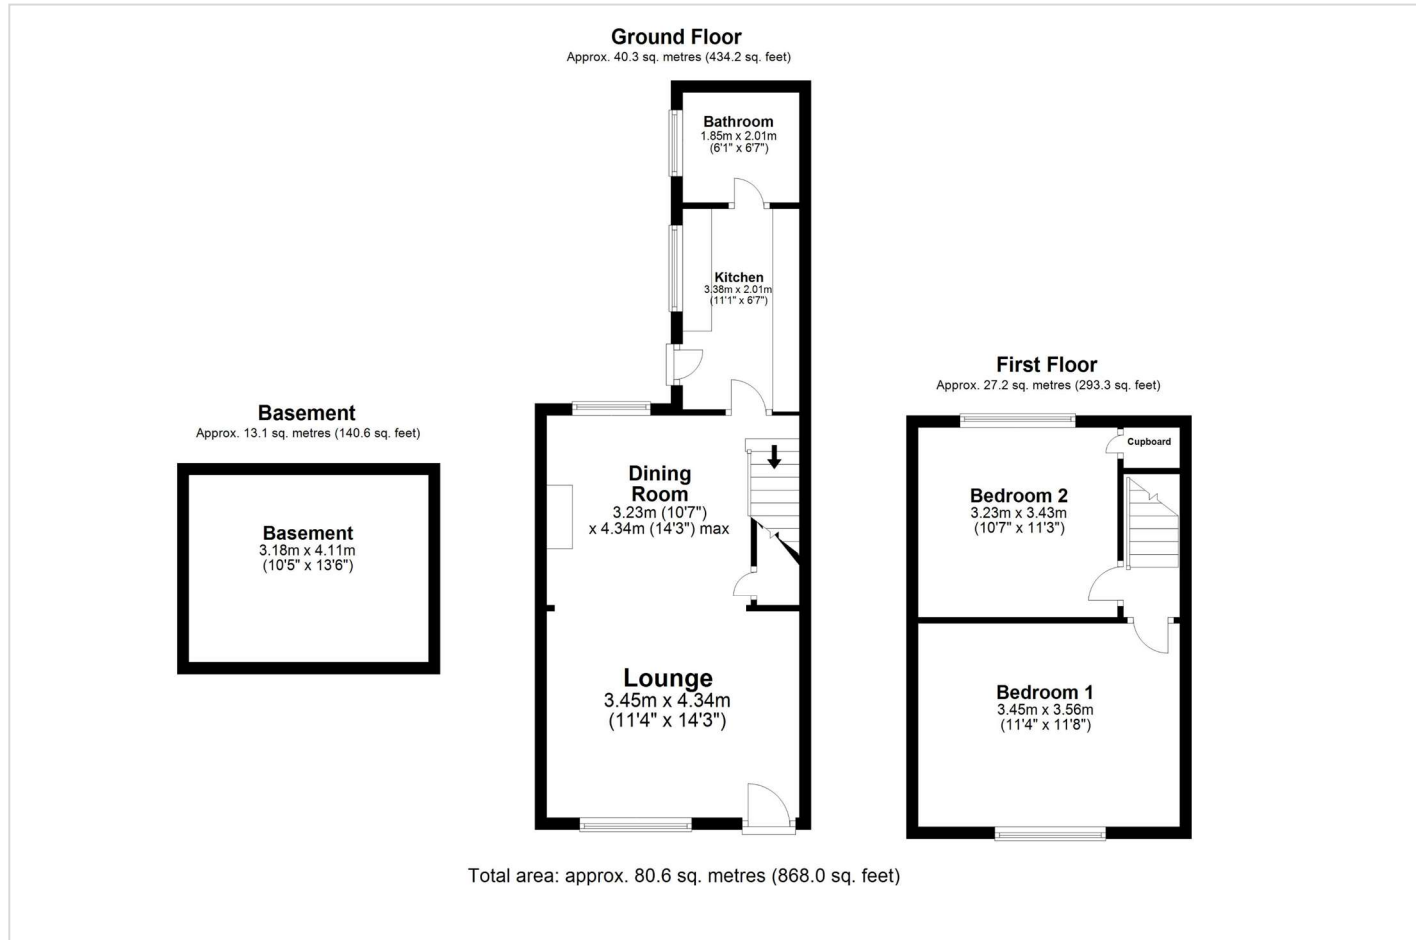 Ground Floor
Approx. 40.3 sq. metres (434.2 sq. feet)
Bathroom
1.85m x 2.01m
(6'1" x 6'7")
Kitchen
3.38m x 2.01m
(11'1" x 6'7")
Dining
Room
3.23m (10'7")
x 4.34m (14'3") max
Lounge
3.45m x 4.34m
(11'4" x 14'3")
Basement
Approx. 13.1 sq. metres (140.6 sq. feet)
Basement
3.18m x 4.11m
(10'5" x 13'6")
First Floor
Approx. 27.2 sq. metres (293.3 sq. feet)
Cupboard
Bedroom 2
3.23m x 3.43m
(10'7" x 11'3")
Bedroom 1
3.45m x 3.56m
(11'4" x 11'8")
Total area: approx. 80.6 sq. metres (868.0 sq. feet)